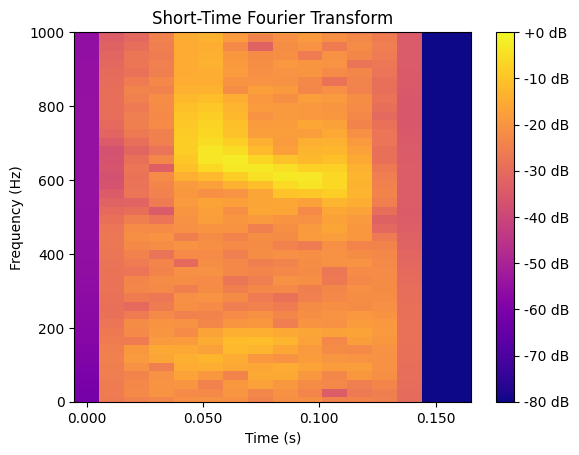 Short-Time Fourier Transform
1000
800
600
400
200
0
Frequency (Hz)
0.000
0.050
0.100
0.150
Time (s)
+0 dB
-10 dB
-20 dB
-30 dB
-40 dB
-50 dB
-60 dB
-70 dB
-80 dB